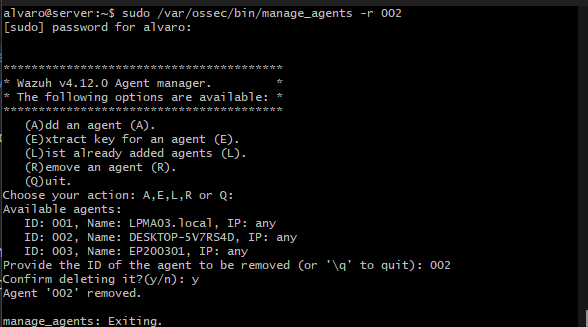 alvaro@server:~$ sudo /var/ossec/bin/manage_agents -r 002
[sudo] password for alvaro:
****************************************
* Wazuh v4.12.0 Agent manager.         *
* The following options are available: *
****************************************
   (A)dd an agent (A).
   (E)xtract key for an agent (E).
   (L)ist already added agents (L).
   (R)emove an agent (R).
   (Q)uit.
Choose your action: A,E,L,R or Q:
Available agents:
   ID: 001, Name: LPMA03.local, IP: any
   ID: 002, Name: DESKTOP-5V7RS4D, IP: any
   ID: 003, Name: EP200301, IP: any
Provide the ID of the agent to be removed (or '\q' to quit): 002
Confirm deleting it?(y/n): y
Agent '002' removed.
manage_agents: Exiting.